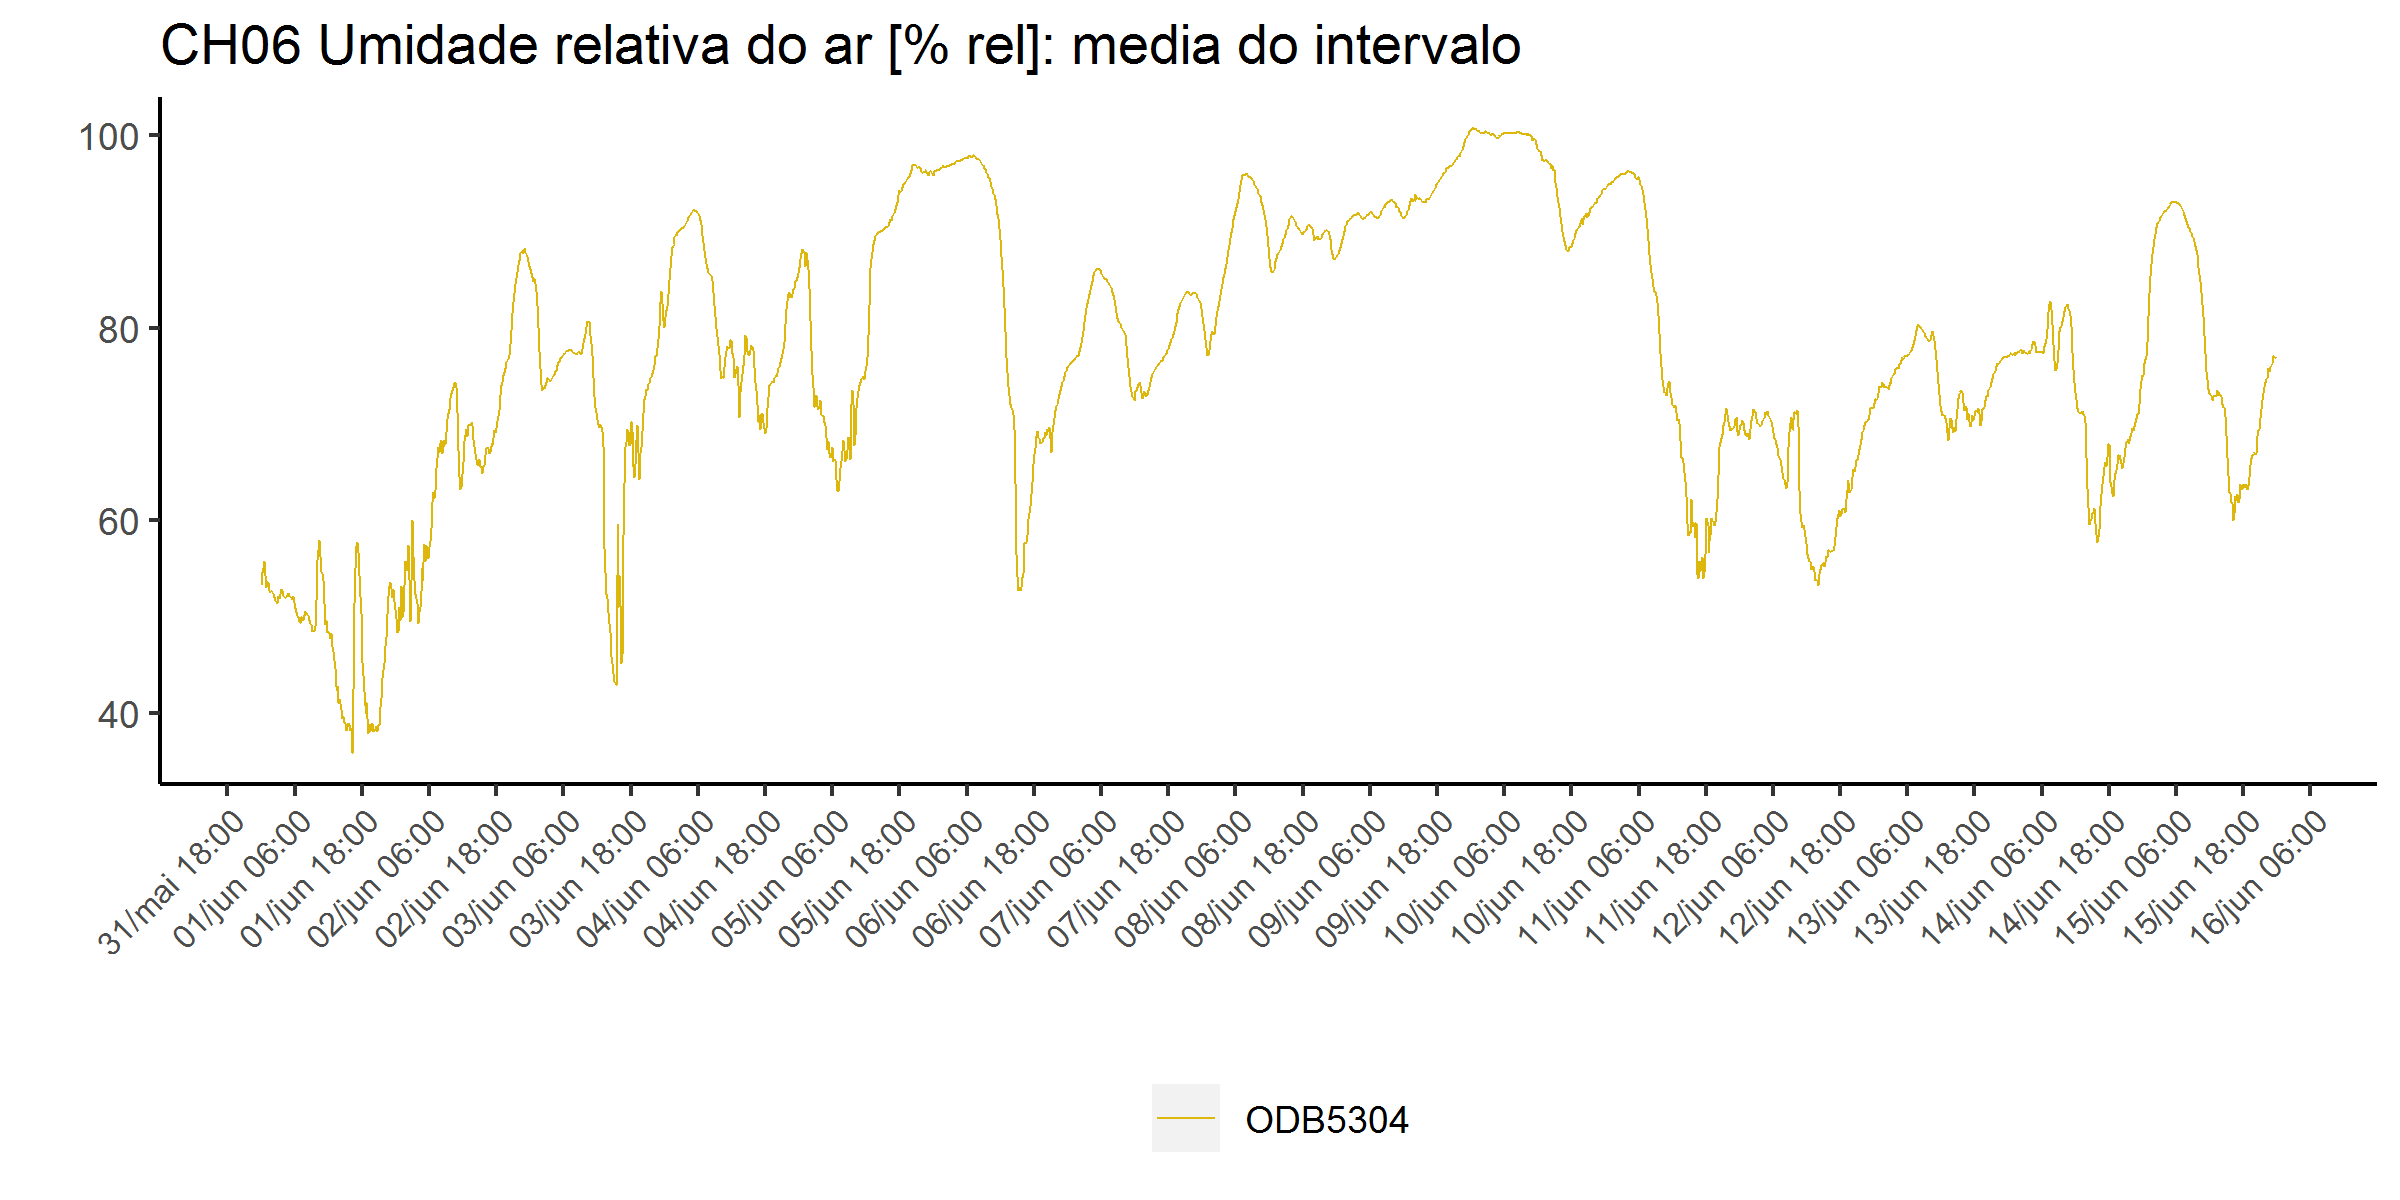 CH06 Umidade relativa do ar [% rel]: media do intervalo
100
80
60
40
31/mai 18:00
01/jun 06:00
01/jun 18:00
02/jun 06:00
02/jun 18:00
03/jun 06:00
03/jun 18:00
04/jun 06:00
04/jun 18:00
05/jun 06:00
05/jun 18:00
06/jun 06:00
06/jun 18:00
07/jun 06:00
07/jun 18:00
08/jun 06:00
08/jun 18:00
09/jun 06:00
09/jun 18:00
10/jun 06:00
10/jun 18:00
11/jun 06:00
11/jun 18:00
12/jun 06:00
12/jun 18:00
13/jun 06:00
13/jun 18:00
14/jun 06:00
14/jun 18:00
15/jun 06:00
15/jun 18:00
16/jun 06:00
ODB5304